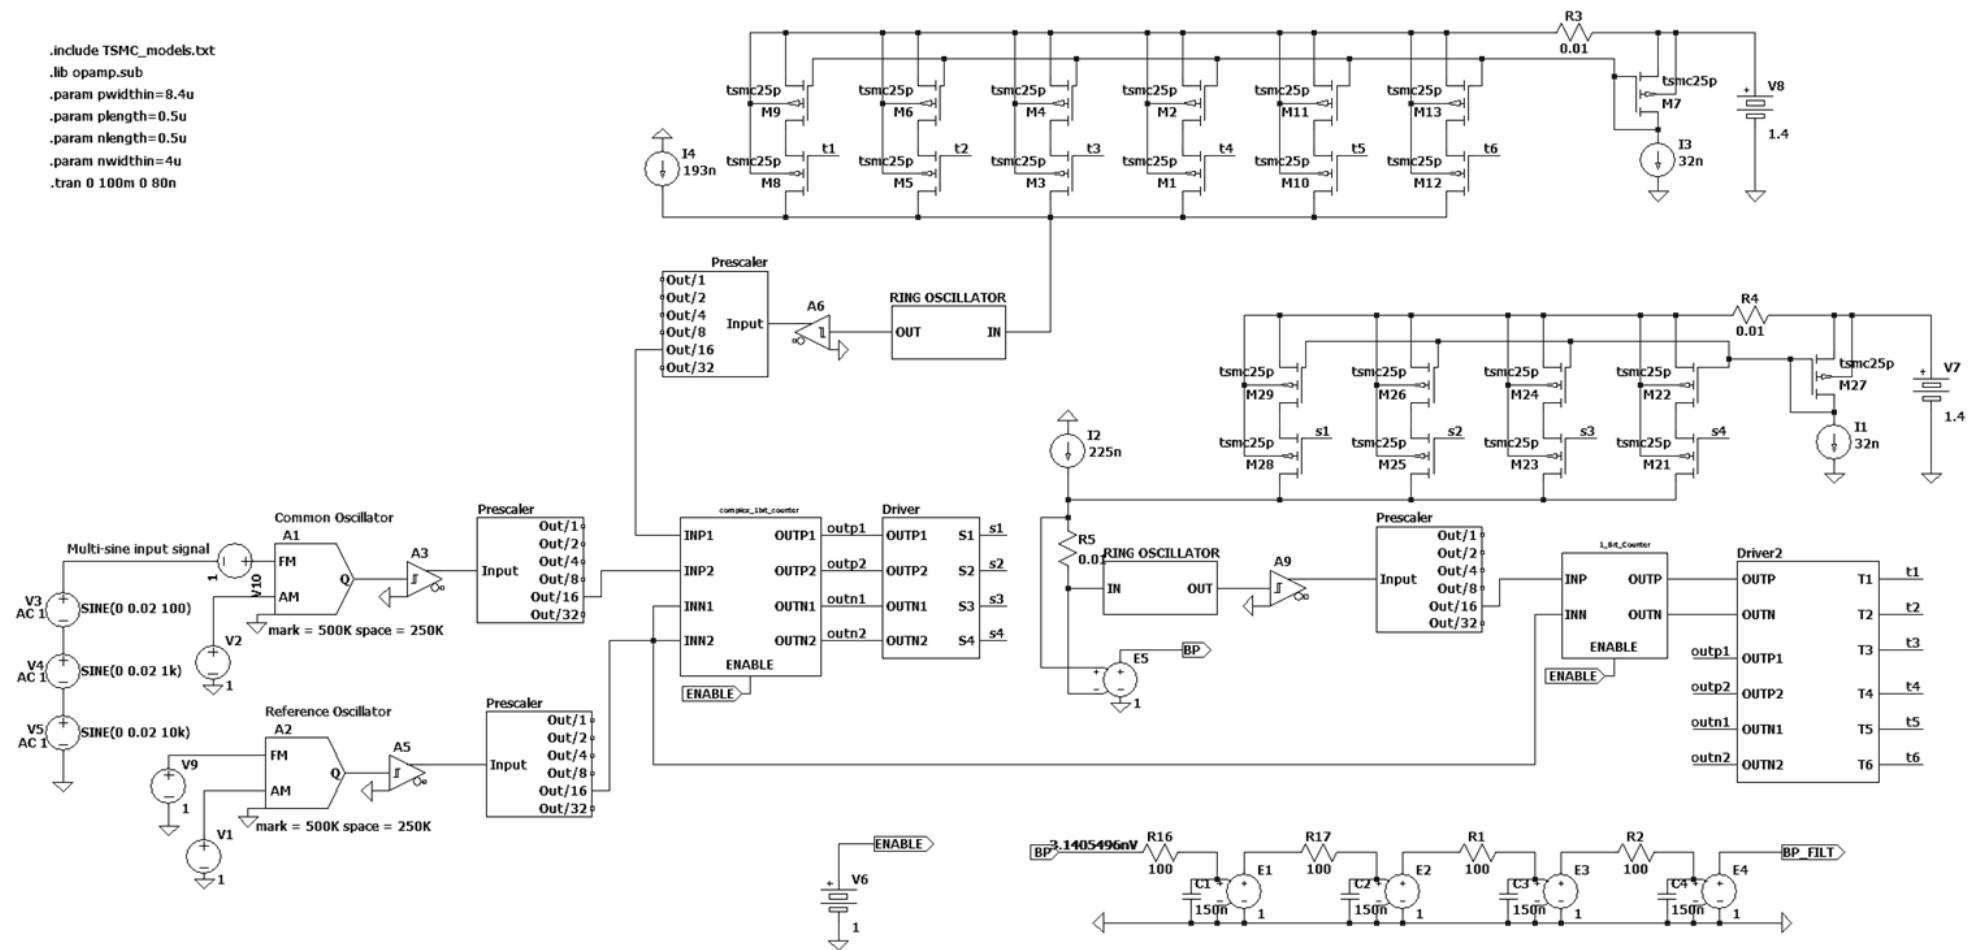 .include TSMC_models.txt
.lib opamp.sub
.param pwidthin=8.4u
.param plength=0.5u
.param nlength=0.5u
.param nwidthin=4u
.tran 0 100m 0 80n
R3
0.01
tsmc25p
M9
tsmc25p
M6
tsmc25p
M4
tsmc25p
M2
tsmc25p
M11
tsmc25p
M13
tsmc25p
M7
V8
1.4
I4
193n
tsmc25p
M8
t1
tsmc25p
M5
t2
tsmc25p
M3
t3
tsmc25p
M1
t4
tsmc25p
M10
t5
tsmc25p
M12
t6
I3
32n
Prescaler
Out/1
Out/2
Out/4
Out/8
Out/16
Out/32
Input
A6
RING OSCILLATOR
OUT
IN
R4
0.01
tsmc25p
M29
tsmc25p
M26
tsmc25p
M24
tsmc25p
M22
tsmc25p
M27
V7
1.4
I2
225n
tsmc25p
M28
s1
tsmc25p
M25
s2
tsmc25p
M23
s3
tsmc25p
M21
s4
I1
32n
Common Oscillator
A1
Multi-sine input signal
1
V10
FM
AM
Q
mark = 500K space = 250K
A3
V3
AC 1
SINE(0 0.02 100)
V4
AC 1
SINE(0 0.02 1k)
V5
AC 1
SINE(0 0.02 10k)
V2
1
Prescaler
Input
Out/1
Out/2
Out/4
Out/8
Out/16
Out/32
complex_1bit_counter
INP1
INP2
INN1
INN2
OUTP1
OUTP2
OUTN1
OUTN2
ENABLE
ENABLE
outp1
outp2
outn1
outn2
Driver
OUTP1
OUTP2
OUTN1
OUTN2
S1
S2
S3
S4
s1
s2
s3
s4
R5
0.01
RING OSCILLATOR
IN
OUT
A9
E5
1
BP
Prescaler
Input
Out/1
Out/2
Out/4
Out/8
Out/16
Out/32
1_Bit_Counter
INP
INN
OUTP
OUTN
ENABLE
ENABLE
Driver2
OUTP
OUTN
OUTP1
OUTP2
OUTN1
OUTN2
outp1
outp2
outn1
outn2
T1
T2
T3
T4
T5
T6
t1
t2
t3
t4
t5
t6
Reference Oscillator
A2
FM
AM
Q
mark = 500K space = 250K
A5
V9
1
V1
1
Prescaler
Input
Out/1
Out/2
Out/4
Out/8
Out/16
Out/32
ENABLE
V6
1
BP
3.1405496nV
R16
100
C1
150n
E1
1
R17
100
C2
150n
E2
1
R1
100
C3
150n
E3
1
R2
100
C4
150n
E4
1
BP_FILT